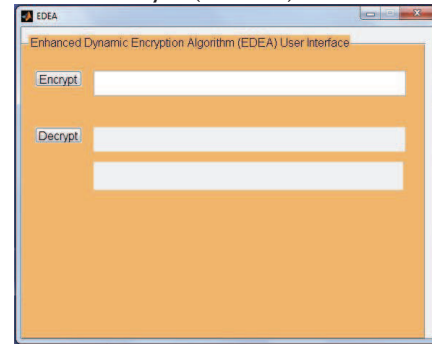 EDEA
Enhanced Dynamic Encryption Algorithm (EDEA) User Interface
Encrypt
Decrypt